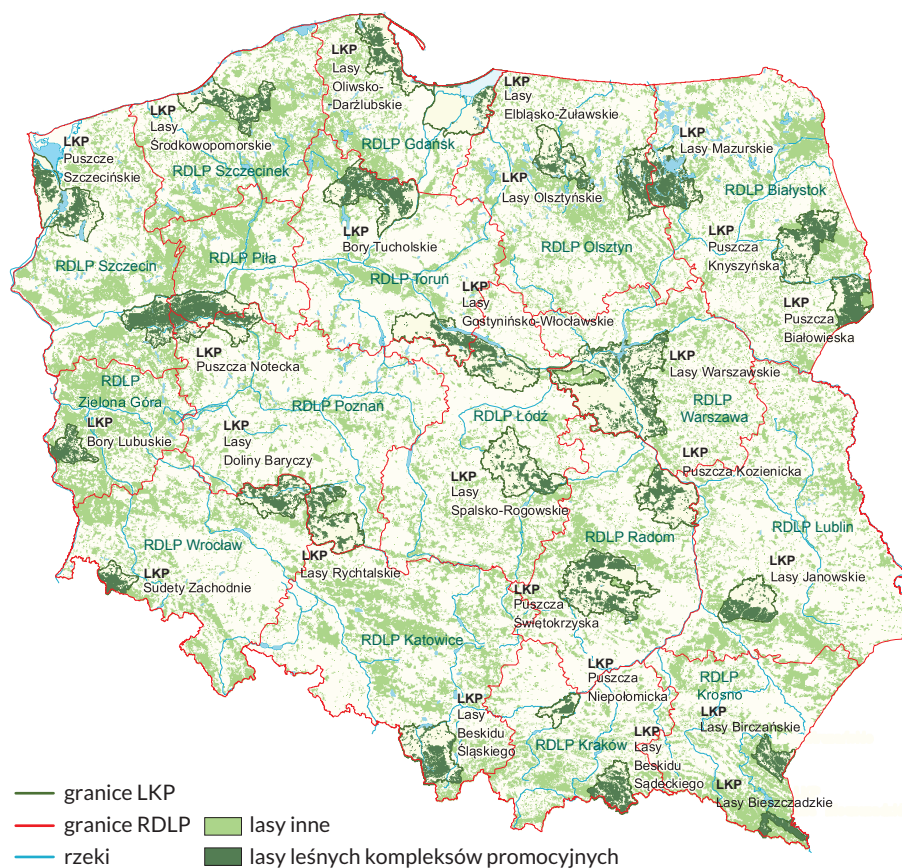 LKP
Lasy
Oliwsko-
Darżlubskie
LKP
Lasy
Elbląsko-Żuławskie
LKP
Lasy
Środkowopomorskie
LKP
Puszcze
Szczecińskie
RDLP Gdańsk
RDLP Szczecinek
LKP
Lasy Mazurskie
LKP
Lasy Olsztyńskie
RDLP Białystok
LKP
Bory Tucholskie
LKP
Puszcza
Knyszyńska
RDLP Szczecin
RDLP Piła
RDLP Olsztyn
RDLP Toruń
LKP
Lasy
Gostynińsko-Włocławskie
LKP
Puszcza
Białowieska
LKP
Puszcza Notecka
LKP
Lasy Warszawskie
RDLP
Zielona Góra
RDLP Poznań
RDLP Łódź
RDLP
Warszawa
LKP
Bory Lubuskie
LKP
Lasy
Doliny Baryczy
LKP
Puszcza Kozienicka
LKP
Lasy
Spalsko-Rogowskie
RDLP Lublin
RDLP Radom
RDLP Wrocław
LKP
Lasy Rychtalskie
LKP
Lasy Janowskie
LKP
Sudety Zachodnie
LKP
Puszcza
Świętokrzyska
RDLP Katowice
LKP
Puszcza
Niepołomicka
RDLP
Krosno
LKP
Lasy
Beskidu
Śląskiego
LKP
Lasy Birczańskie
RDLP Kraków
LKP
Lasy
Beskidu
Sądeckiego
LKP
Lasy Bieszczadzkie
granice LKP
granice RDLP
lasy inne
rzeki
lasy leśnych kompleksów promocyjnych